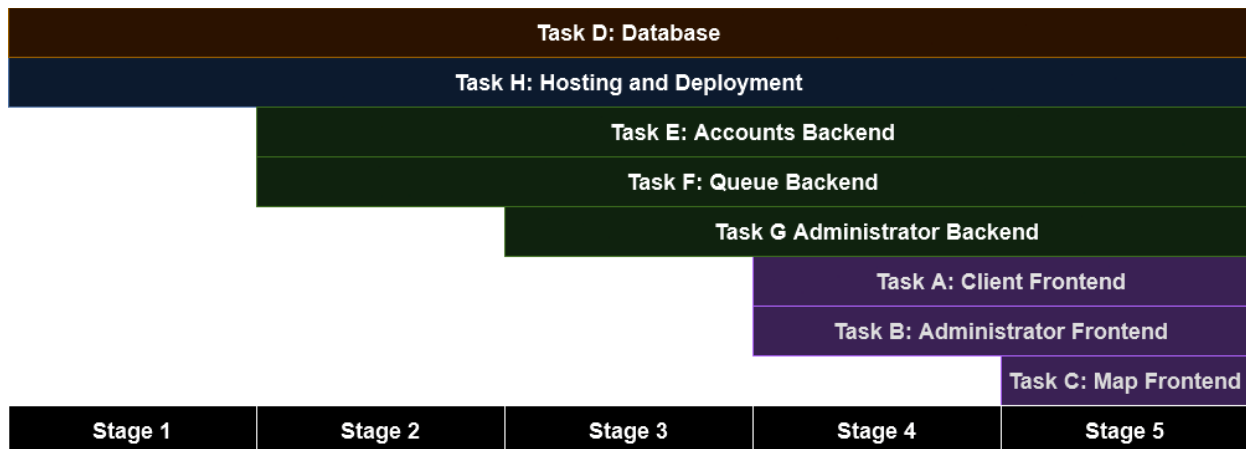 Task D: Database
Task H: Hosting and Deployment
Task E: Accounts Backend
Task F: Queue Backend
Task G Administrator Backend
Task A: Client Frontend
Task B: Administrator Frontend
Task C: Map Frontend
Stage 1 Stage 2 Stage 3 Stage 4 Stage 5